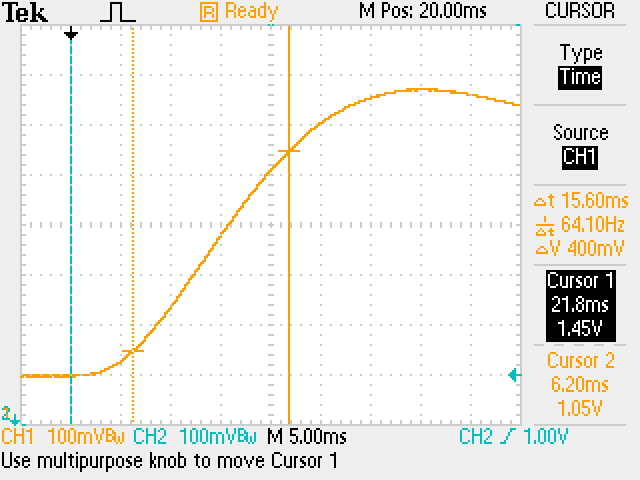 Tek R Ready M Pos: 20.00ms CURSOR
Type
Time
Source
CH1
Δt 15.60ms
1/Δt 64.10Hz
ΔV 400mV
Cursor 1
21.8ms
1.45V
Cursor 2
6.20ms
1.05V
2
CH1 100mVBw CH2 100mVBw M 5.00ms CH2 / 1.00V
Use multipurpose knob to move Cursor 1